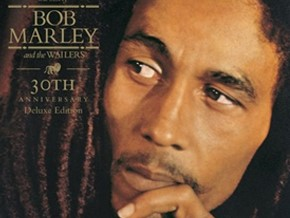 BOB
MARLEY
and the WAILERS
30TH
ANNIVERSARY
Deluxe Edition